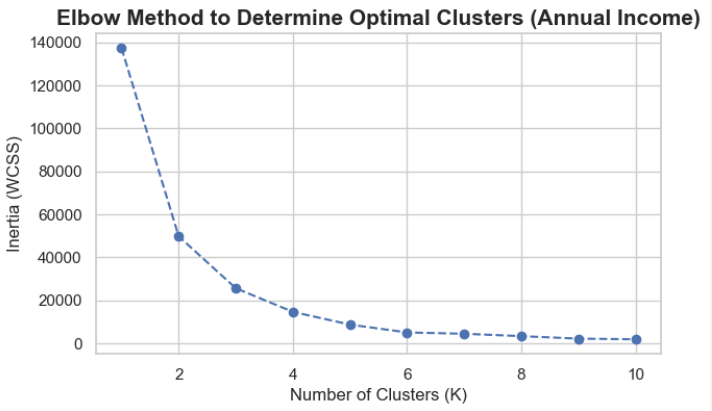 Elbow Method to Determine Optimal Clusters (Annual Income)
140000
120000
100000
80000
60000
40000
20000
0
Inertia (WCSS)
2 4 6 8 10
Number of Clusters (K)